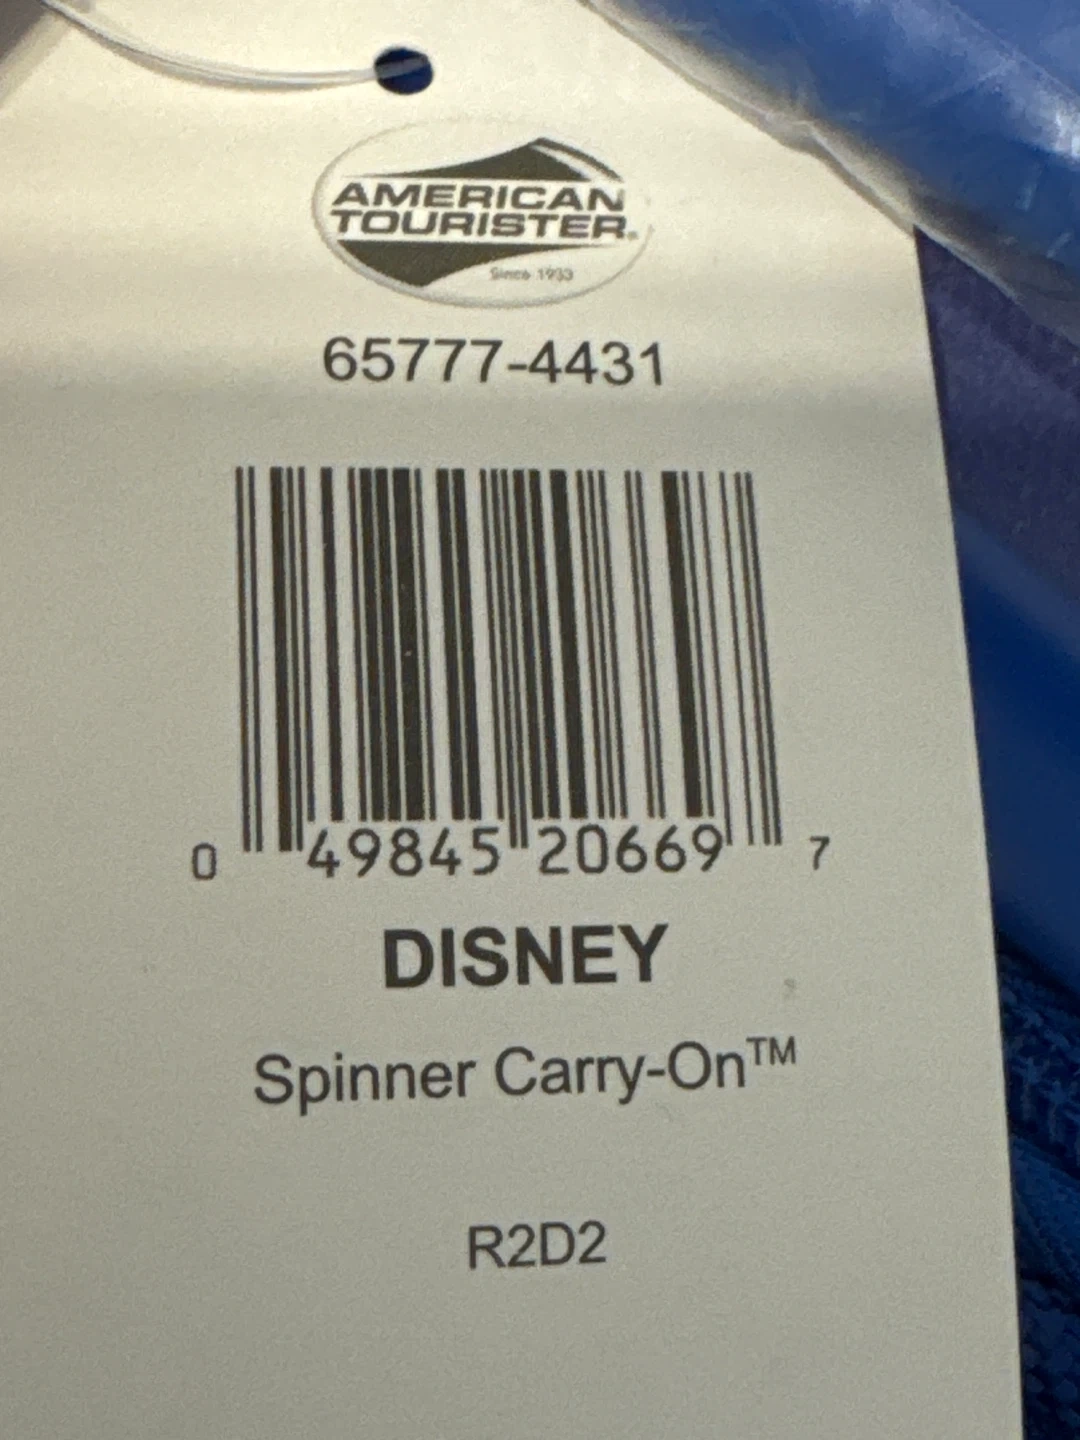 AMERICAN
TOURISTER®
Since 1933
65777-4431
0 49845 20669 7
DISNEY
Spinner Carry-On™
R2D2